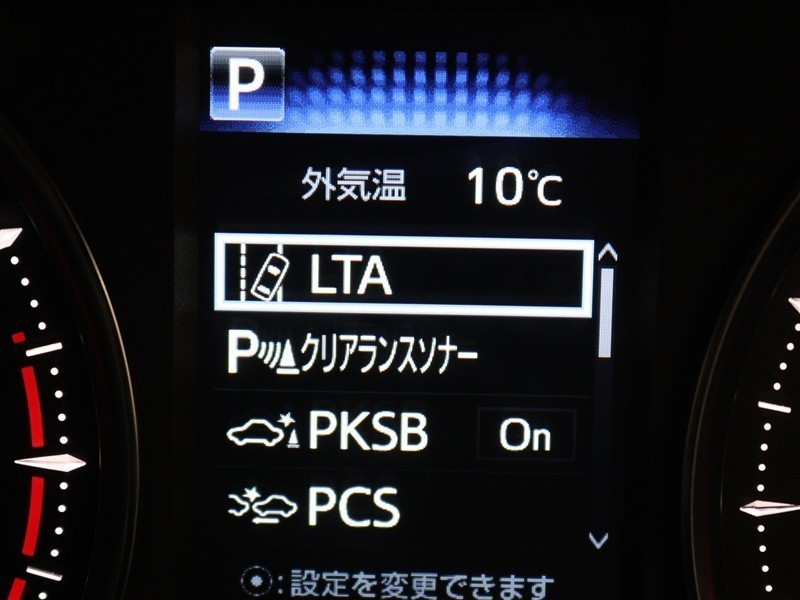 P
外気温 10℃
LTA
Pクリアランスソナー
PKSB On
PCS
:設定を変更できます